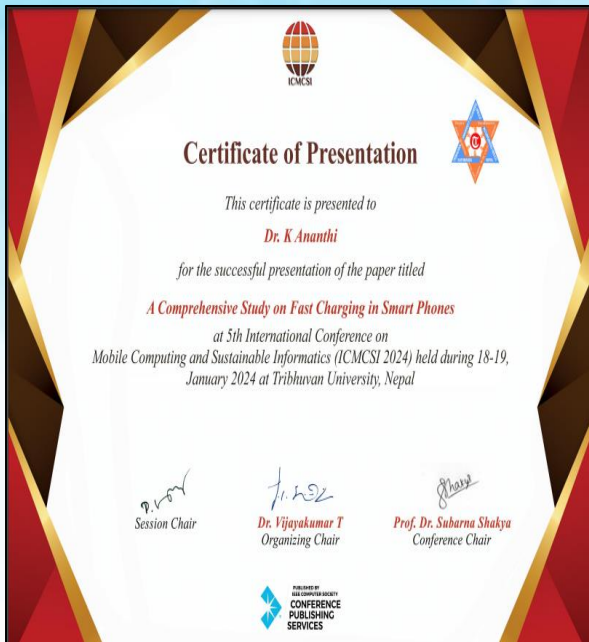 ICMCSI
Certificate of Presentation
This certificate is presented to
Dr. K Ananthi
for the successful presentation of the paper titled
A Comprehensive Study on Fast Charging in Smart Phones
at 5th International Conference on
Mobile Computing and Sustainable Informatics (ICMCSI 2024) held during 18-19,
January 2024 at Tribhuvan University, Nepal
Session Chair
Dr. Vijayakumar T
Organizing Chair
Prof. Dr. Subarna Shakya
Conference Chair
PUBLISHED BY
IEEE COMPUTER SOCIETY
CONFERENCE
PUBLISHING
SERVICES